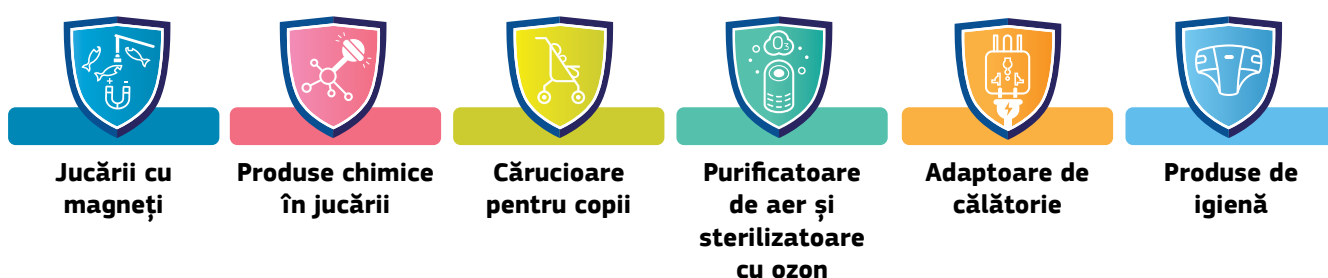 O₃
Jucării cu
magneți
Produse chimice
în jucării
Cărucioare
pentru copii
Purificatoare
de aer și
sterilizatoare
cu ozon
Adaptoare de
călătorie
Produse de
igienă